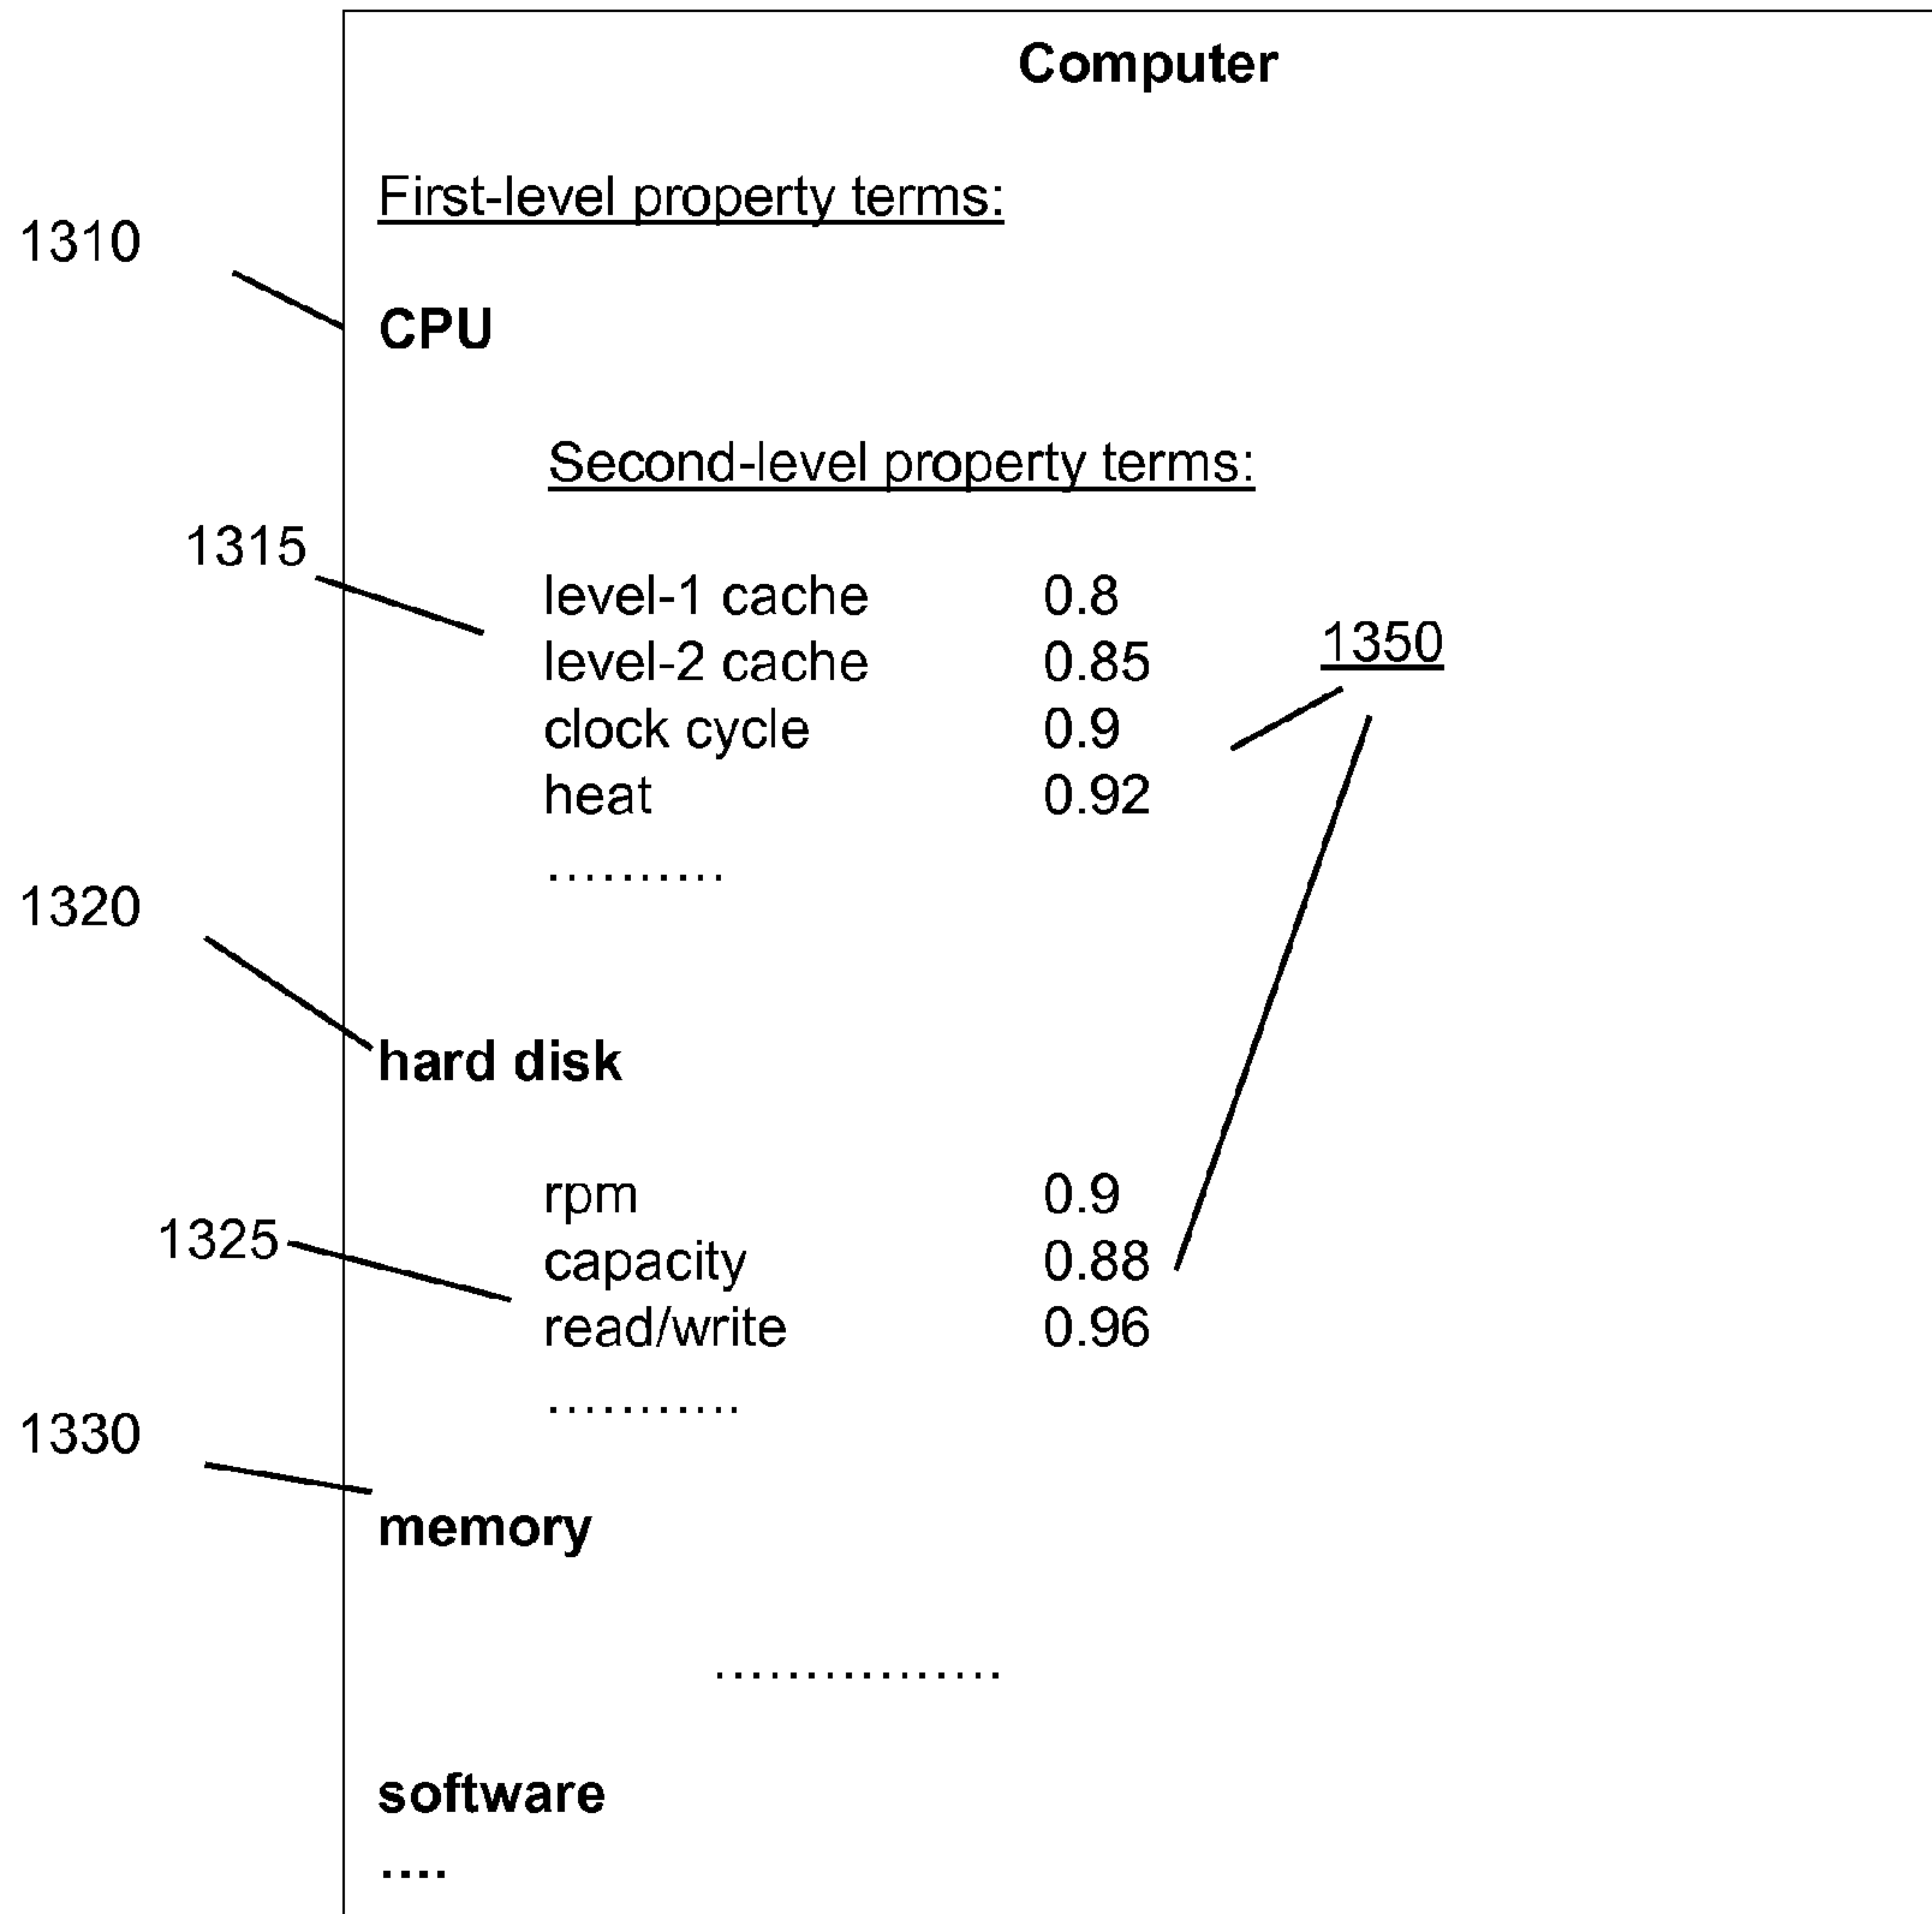 Computer
First-level property terms:
1310
CPU
Second-level property terms:
1315
level-1 cache 0.8
1350
level-2 cache 0.85
clock cycle 0.9
heat 0.92
..........
1320
hard disk
rpm 0.9
1325
capacity 0.88
read/write 0.96
...........
1330
memory
................
software
....